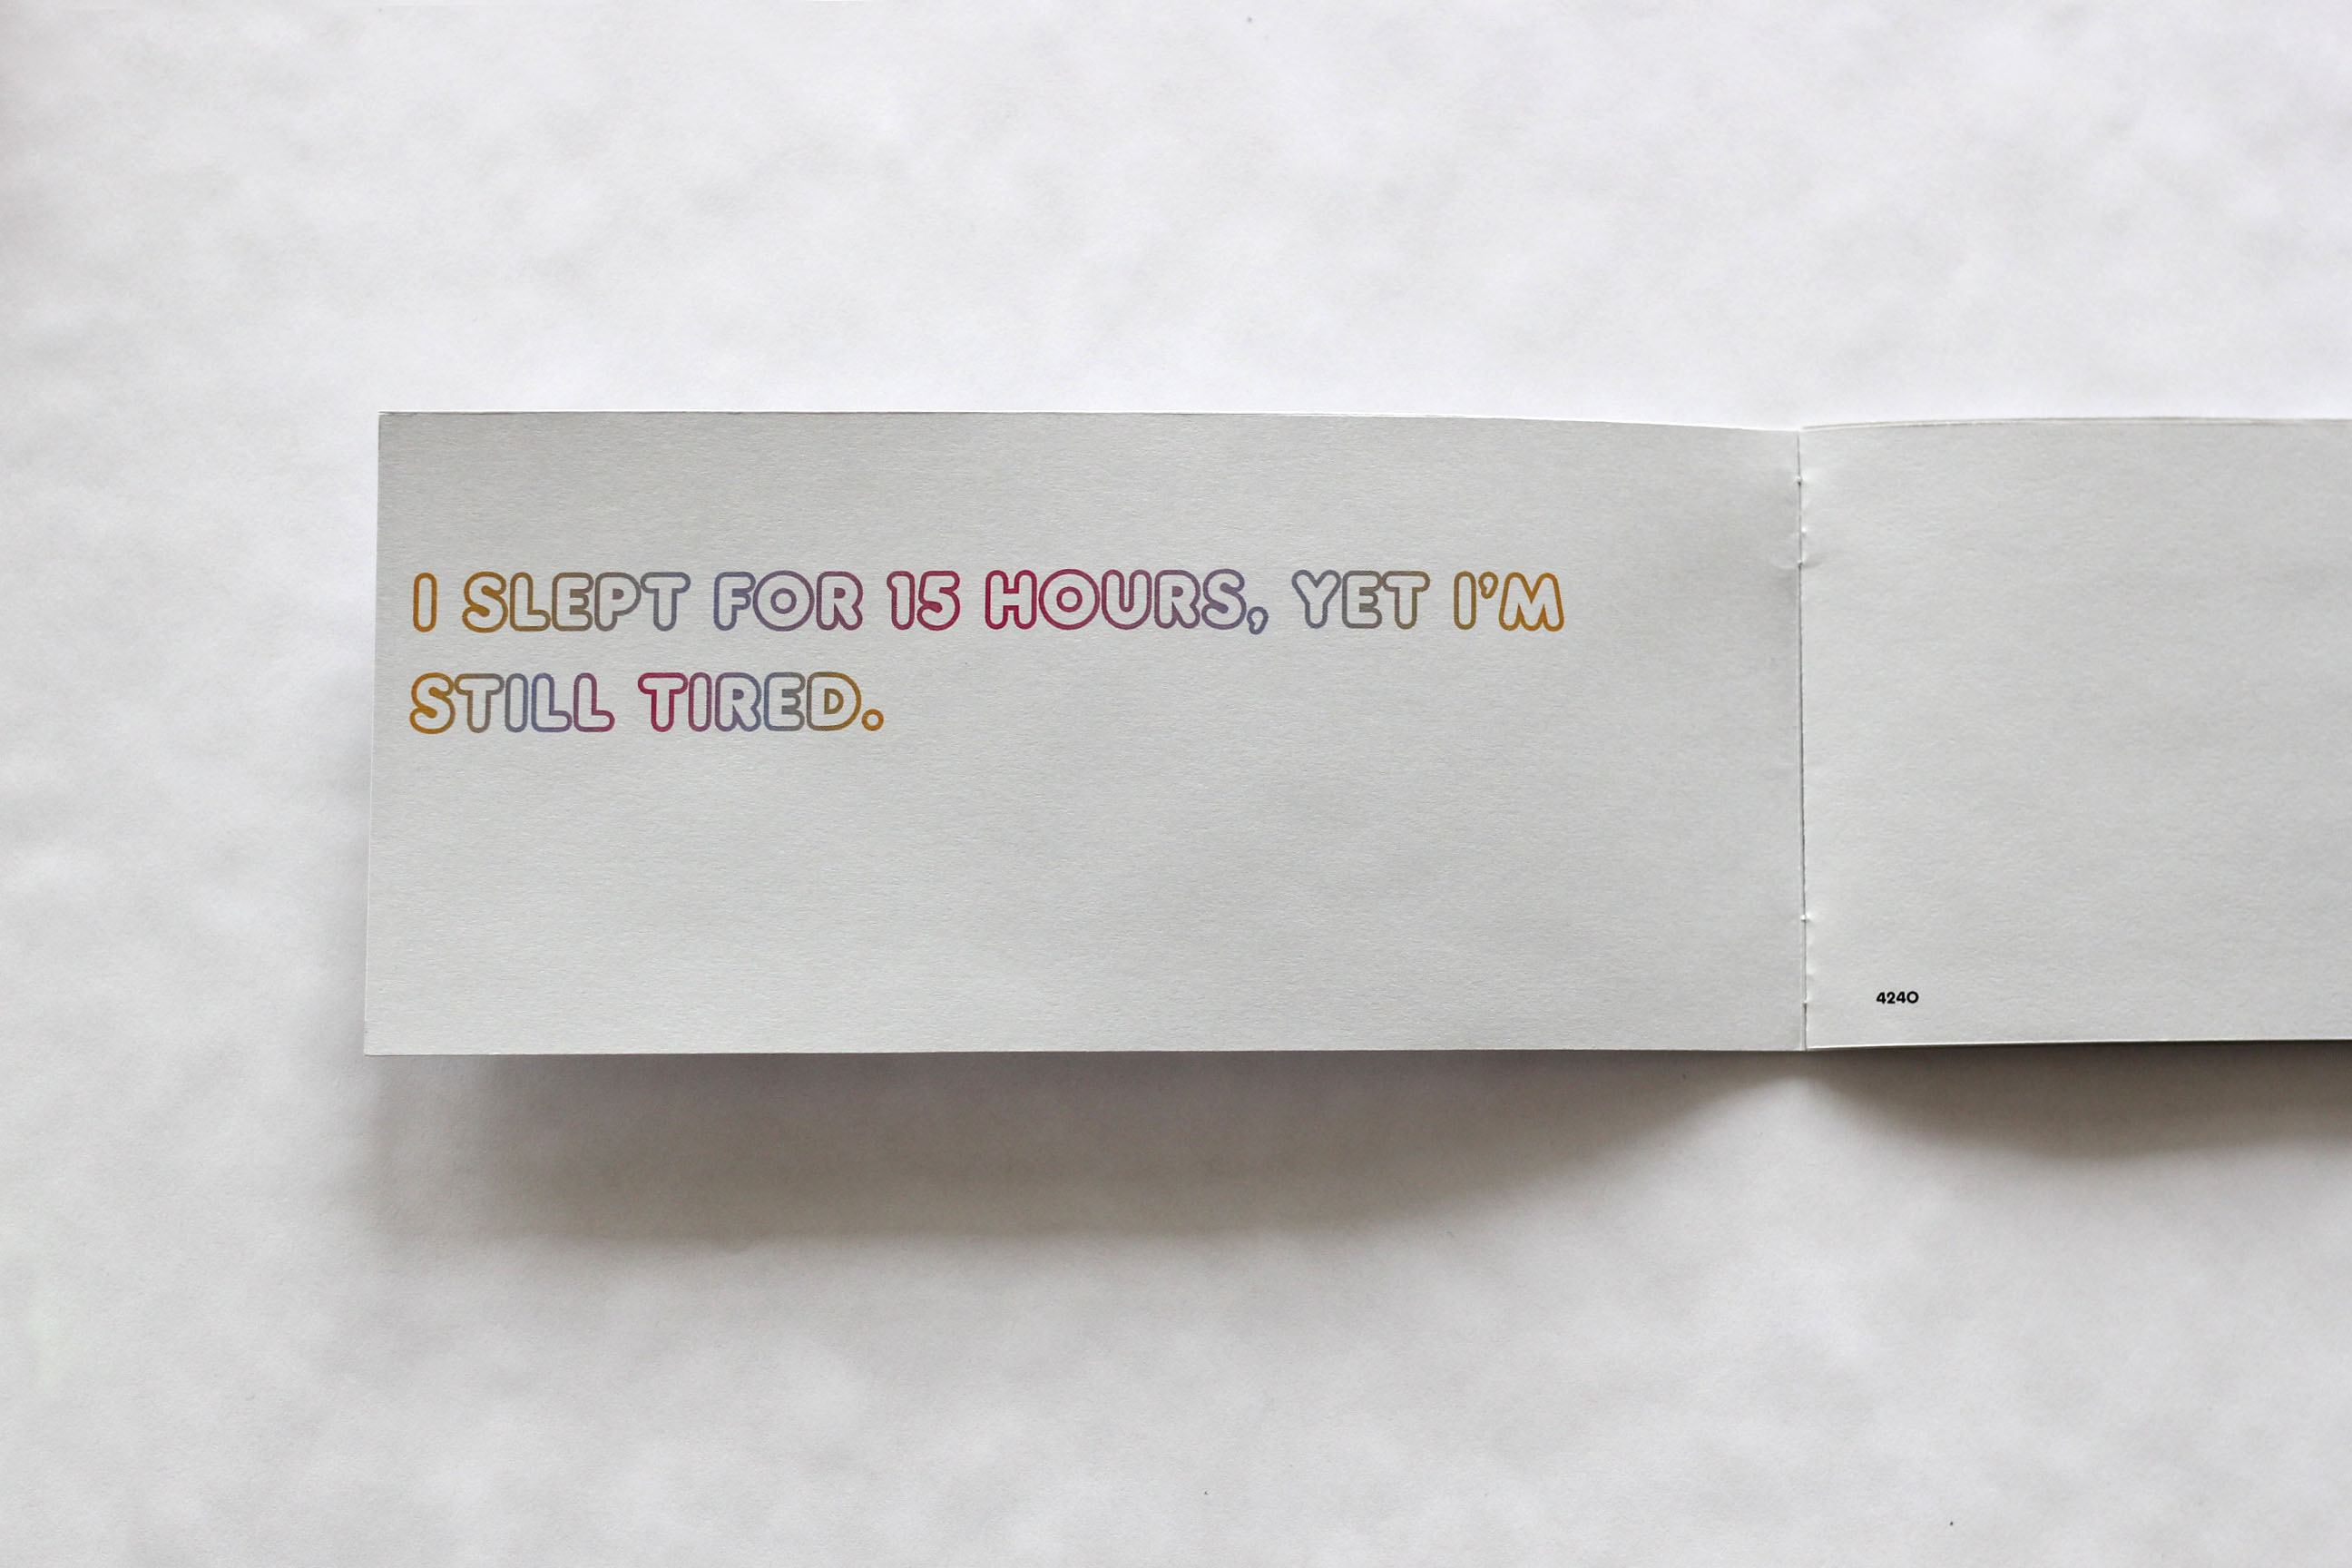 I SLEPT FOR 15 HOURS, YET I'M
STILL TIRED.
4240